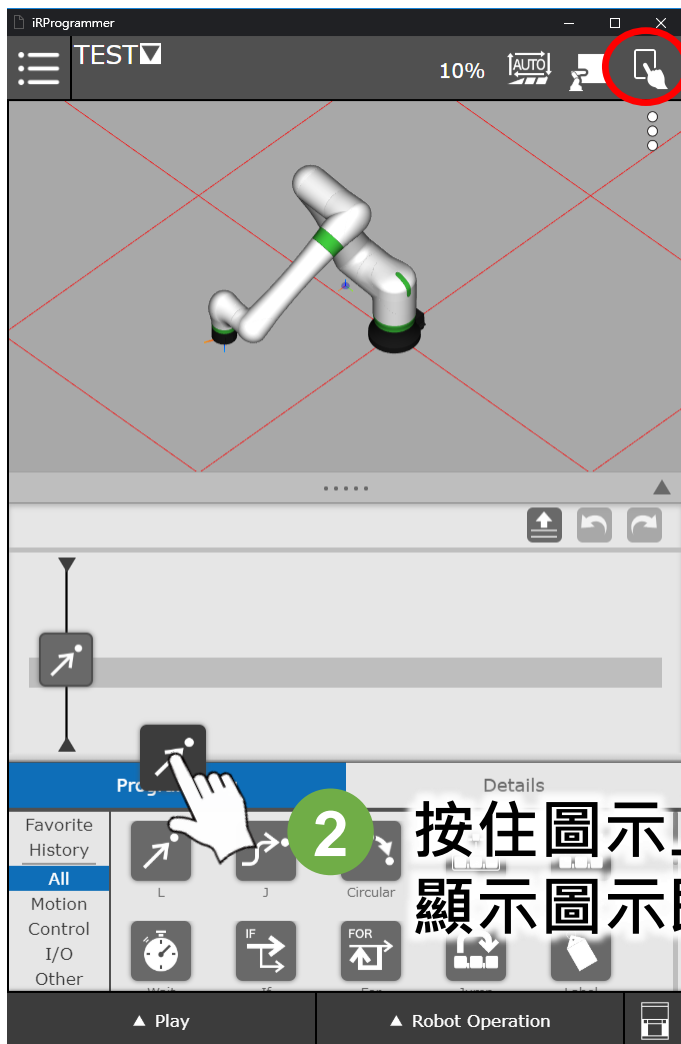 iRProgrammer
TEST
10%
AUTO
Details
Favorite
History
All
Motion
Control
I/O
Other
L
J
Circular
IF
FOR
2
按住圖示
顯示圖示
Play
Robot Operation